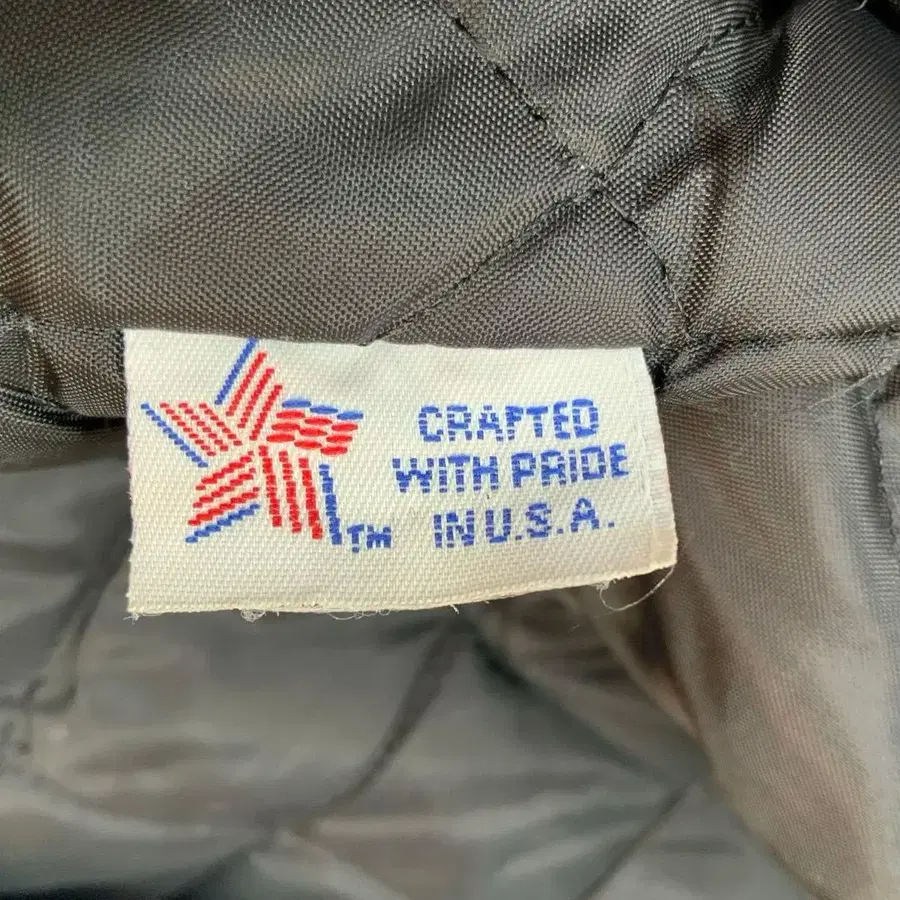 CRAFTED
WITH PRIDE
IN U.S.A.
TM